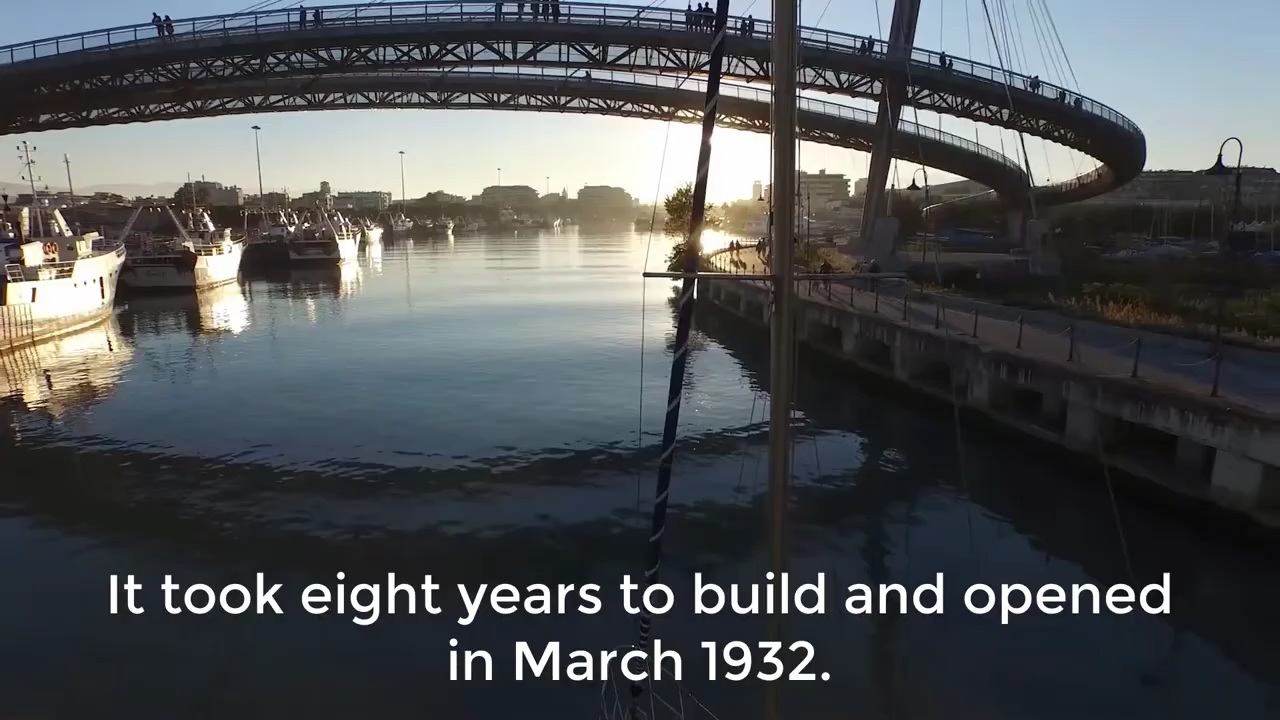 It took eight years to build and opened
in March 1932.